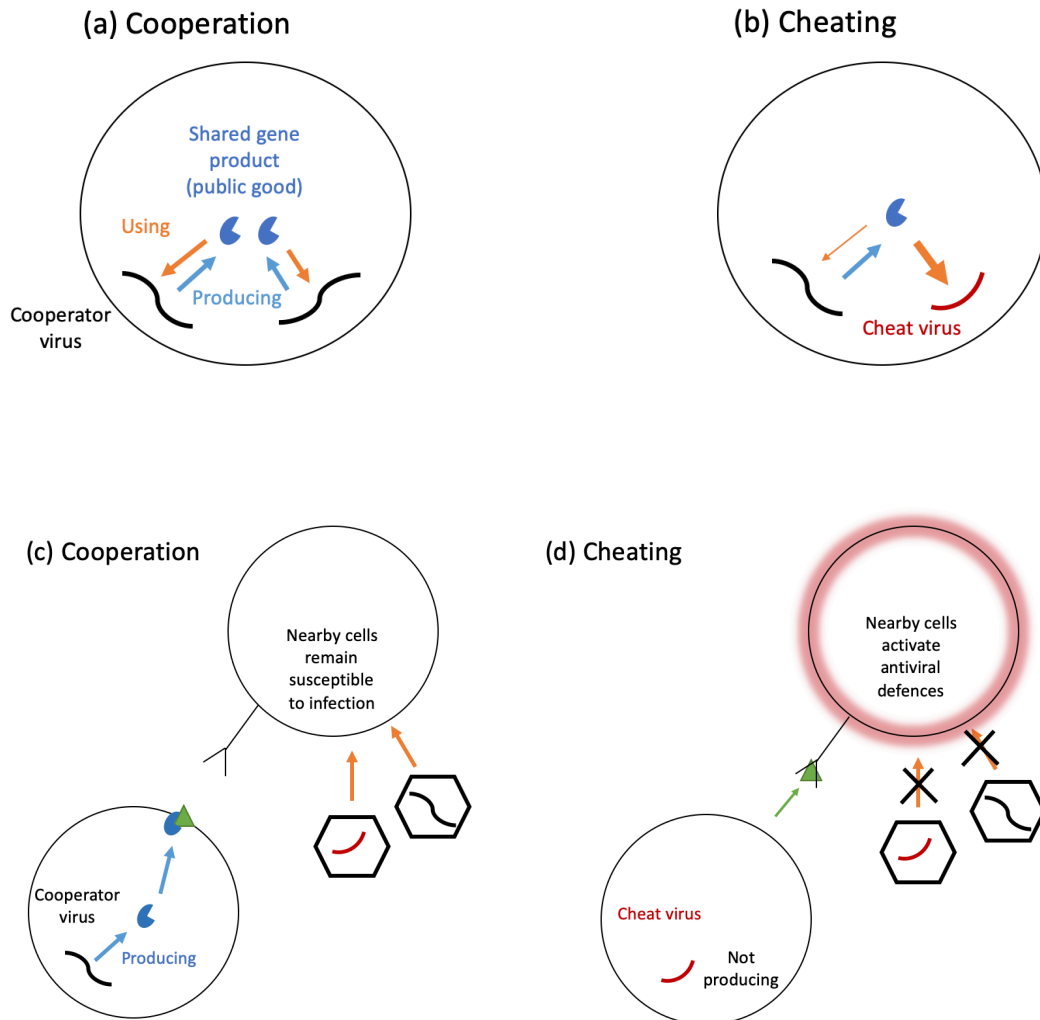 (a) Cooperation
Shared gene
product
(public good)
Using
Producing
Cooperator
virus
(b) Cheating
Cheat virus
(c) Cooperation
Nearby cells
remain
susceptible
to infection
Cooperator
virus
Producing
(d) Cheating
Nearby cells
activate
antiviral
defences
Cheat virus
Not
producing